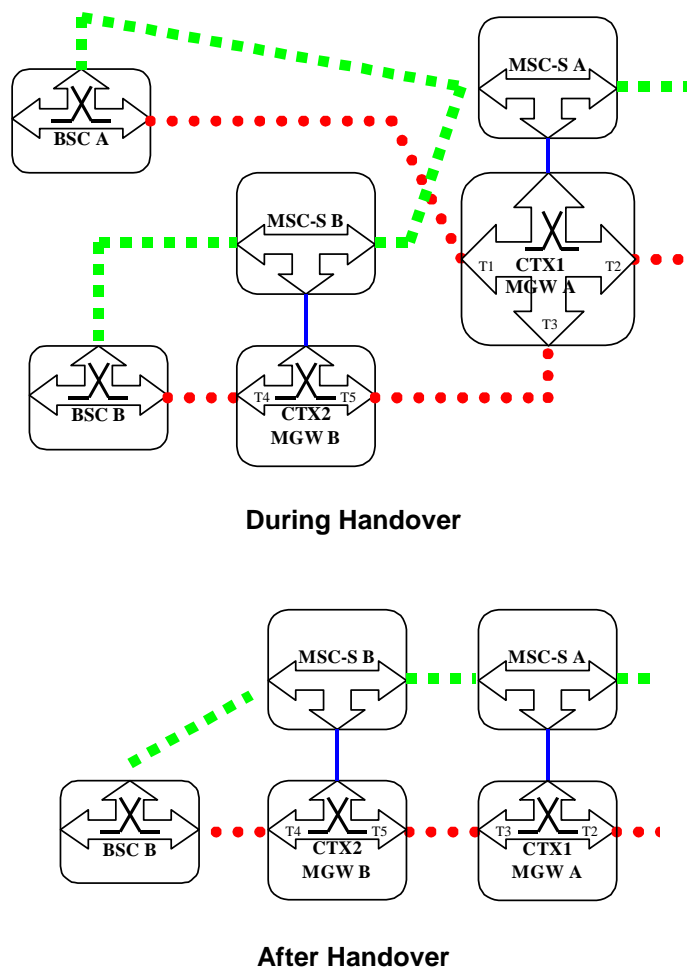 MSC-S A
BSC A
MSC-S B
T1
CTX1
T2
MGW A
T3
BSC B
T4
CTX2
T5
MGW B
During Handover
MSC-S B
MSC-S A
BSC B
T4
CTX2
T5
MGW B
T3
CTX1
T2
MGW A
After Handover